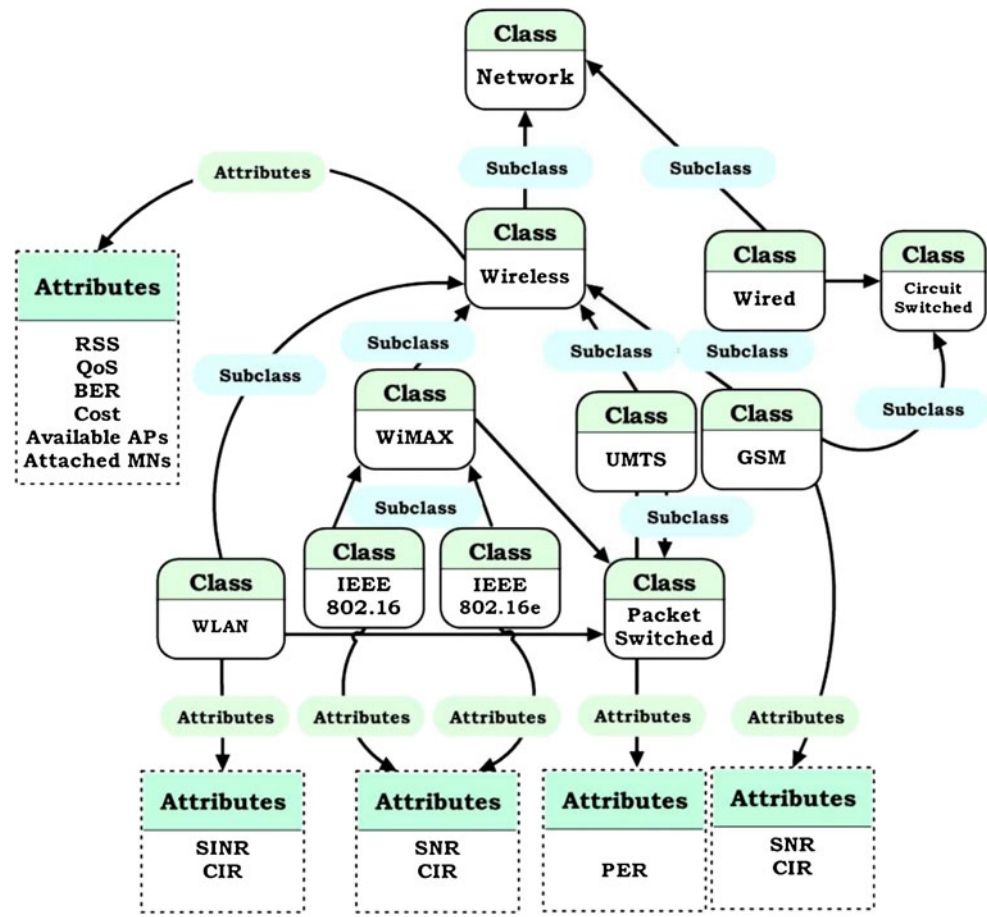 Class
Network
Subclass
Subclass
Attributes
Class
Wireless
Class
Wired
Class
Circuit
Switched
Attributes
RSS
QoS
BER
Cost
Available APs
Attached MNs
Subclass
Subclass
Subclass
Subclass
Class
WiMAX
Class
UMTS
Class
GSM
Subclass
Subclass
Subclass
Class
WLAN
Class
IEEE
802.16
Class
IEEE
802.16e
Class
Packet
Switched
Attributes
Attributes
Attributes
Attributes
Attributes
Attributes
SINR
CIR
Attributes
SNR
CIR
Attributes
PER
Attributes
SNR
CIR